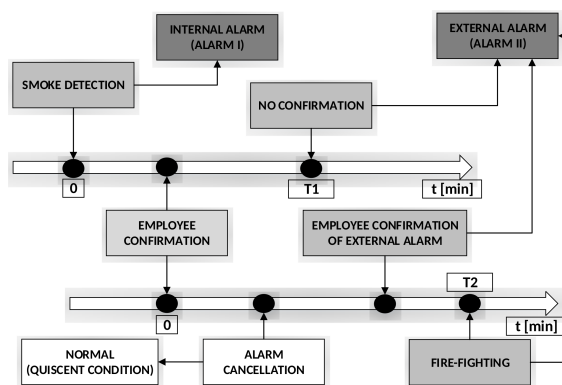 INTERNAL ALARM
(ALARM I)
EXTERNAL ALARM
(ALARM II)
SMOKE DETECTION
NO CONFIRMATION
0
T1
t [min]
EMPLOYEE
CONFIRMATION
EMPLOYEE CONFIRMATION
OF EXTERNAL ALARM
T2
0
t [min]
NORMAL
(QUISCENT CONDITION)
ALARM
CANCELLATION
FIRE-FIGHTING